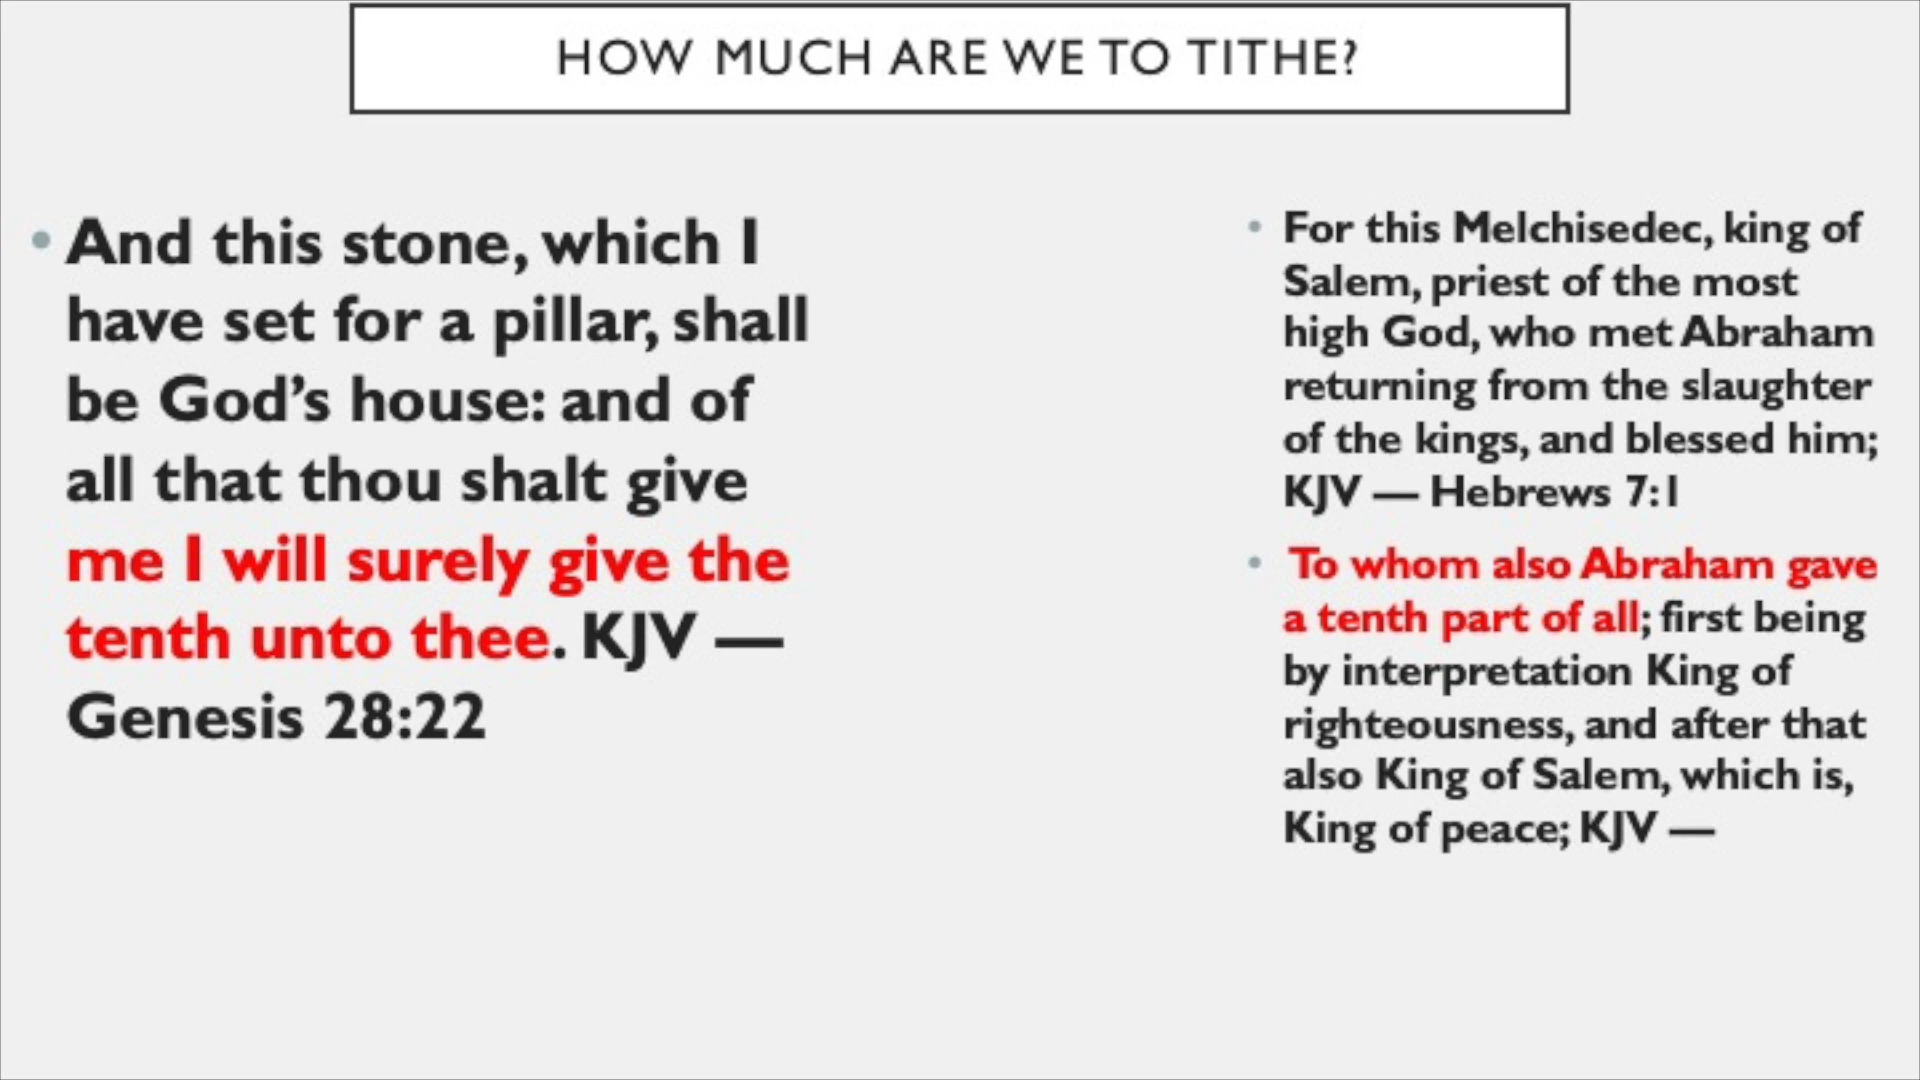 HOW MUCH ARE WE TO TITHE?
• And this stone, which I
have set for a pillar, shall
be God’s house: and of
all that thou shalt give
me I will surely give the
tenth unto thee. KJV —
Genesis 28:22
• For this Melchisedec, king of
Salem, priest of the most
high God, who met Abraham
returning from the slaughter
of the kings, and blessed him;
KJV — Hebrews 7:1
• To whom also Abraham gave
a tenth part of all; first being
by interpretation King of
righteousness, and after that
also King of Salem, which is,
King of peace; KJV —